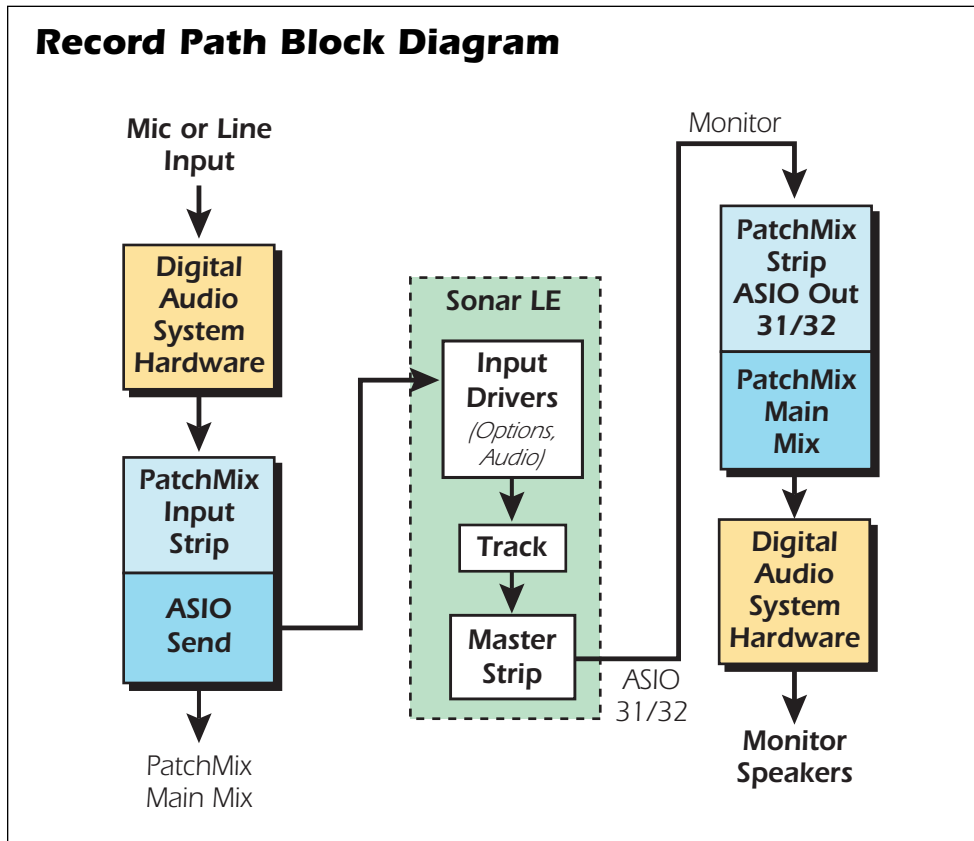 Record Path Block Diagram
Mic or Line
Input
Digital
Audio
System
Hardware
PatchMix
Input
Strip
ASIO
Send
PatchMix
Main Mix
Sonar LE
Input
Drivers
(Options,
Audio)
Track
Master
Strip
ASIO
31/32
Monitor
PatchMix
Strip
ASIO Out
31/32
PatchMix
Main
Mix
Digital
Audio
System
Hardware
Monitor
Speakers